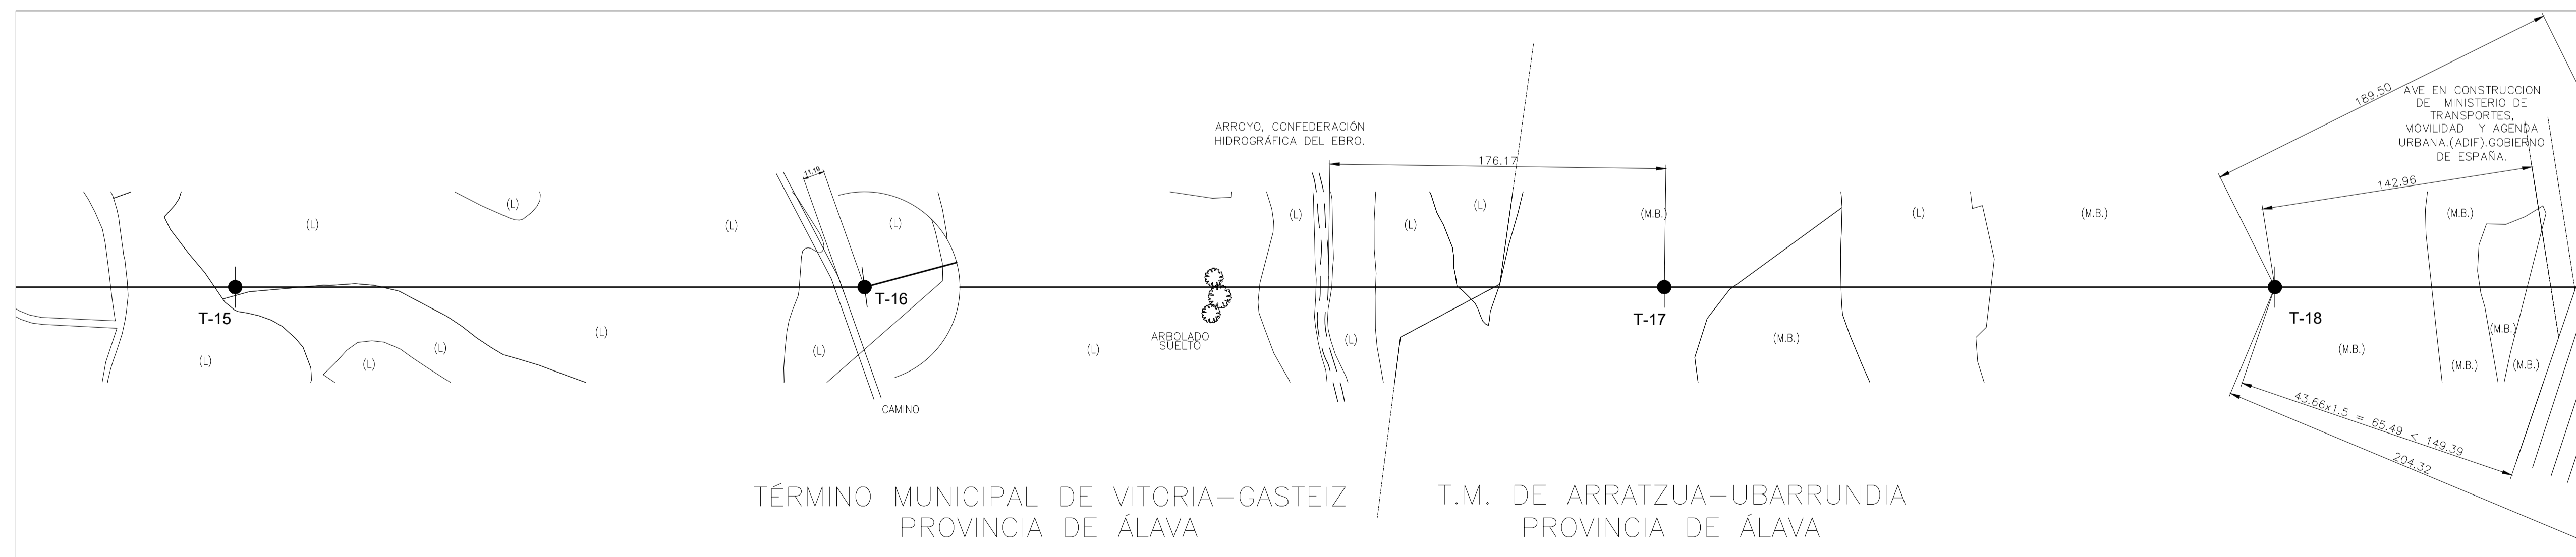 189.50
AVE EN CONSTRUCCION
DE MINISTERIO DE
TRANSPORTES,
MOVILIDAD Y AGENDA
URBANA.(ADIF).GOBIERNO
DE ESPAÑA.
ARROYO, CONFEDERACIÓN
HIDROGRÁFICA DEL EBRO.
176.17
11.19
142.96
(L)
(L)
(L)
(L)
(L)
(L)
(L)
(M.B.)
(L)
(M.B.)
(M.B.)
T-15
T-16
T-17
T-18
(L)
(L)
(L)
(L)
(L)
(L)
ARBOLADO
SUELTO
(L)
(M.B.)
(M.B.)
(M.B.)
(M.B.)
(M.B.)
CAMINO
43.66x1.5 = 65.49 < 149.39
204.32
TÉRMINO MUNICIPAL DE VITORIA-GASTEIZ
PROVINCIA DE ÁLAVA
T.M. DE ARRATZUA-UBARRUNDIA
PROVINCIA DE ÁLAVA